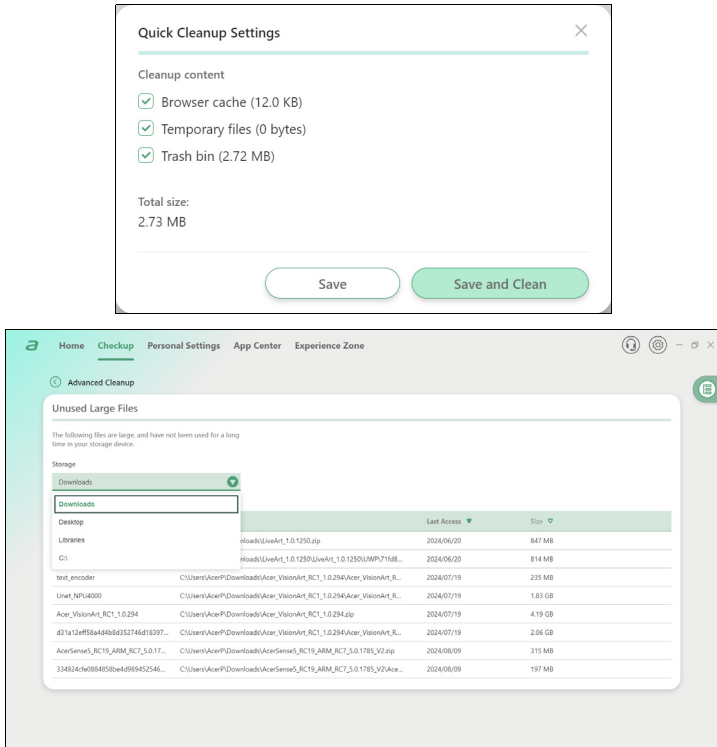 Quick Cleanup Settings
Cleanup content
Browser cache (12.0 KB)
Temporary files (0 bytes)
Trash bin (2.72 MB)
Total size:
2.73 MB
Save Save and Clean
a Home Checkup Personal Settings App Center Experience Zone
Advanced Cleanup
Unused Large Files
The following files are large, and have not been used for a long
time in your storage device.
Storage
Downloads
Downloads
Desktop
Libraries
C:\
Last Access Size
nloads\LiveArt_1.0.1250.zip 2024/06/20 847 MB
nloads\LiveArt_1.0.1250\LiveArt_1.0.1250\UWP\71fd8... 2024/06/20 814 MB
text_encoder C:\Users\AcerP\Downloads\Acer_VisionArt_RC1_1.0.294\Acer_VisionArt_R... 2024/07/19 235 MB
Unet_NPU4000 C:\Users\AcerP\Downloads\Acer_VisionArt_RC1_1.0.294\Acer_VisionArt_R... 2024/07/19 1.83 GB
Acer_VisionArt_RC1_1.0.294 C:\Users\AcerP\Downloads\Acer_VisionArt_RC1_1.0.294.zip 2024/07/19 4.19 GB
d31a12eff58a4d4b8d352746d18397... C:\Users\AcerP\Downloads\Acer_VisionArt_RC1_1.0.294\Acer_VisionArt_R... 2024/07/19 2.06 GB
AcerSense5_RC19_ARM_RC7_5.0.17... C:\Users\AcerP\Downloads\AcerSense5_RC19_ARM_RC7_5.0.1785_V2.zip 2024/08/09 315 MB
334924cfe0884858be4d989452546... C:\Users\AcerP\Downloads\AcerSense5_RC19_ARM_RC7_5.0.1785_V2\Ace... 2024/08/09 197 MB